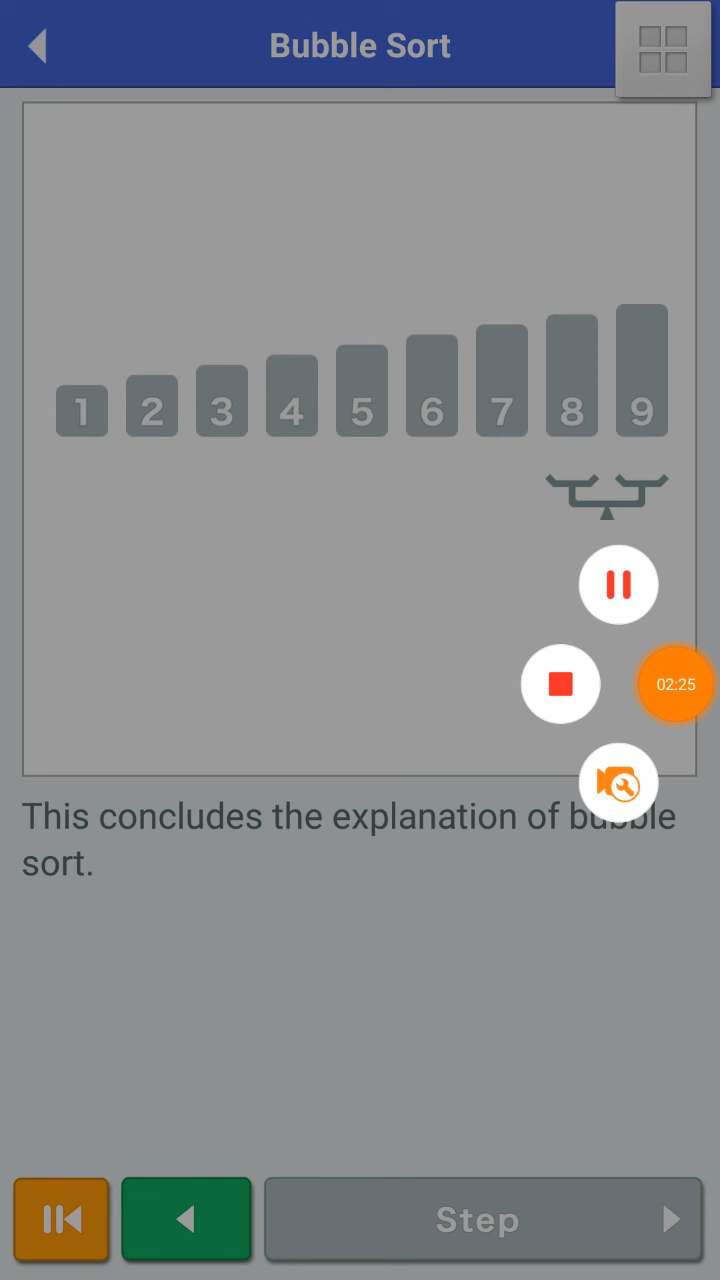 Bubble Sort
1 2 3 4 5 6 7 8 9
02:25
This concludes the explanation of bubble
sort.
Step